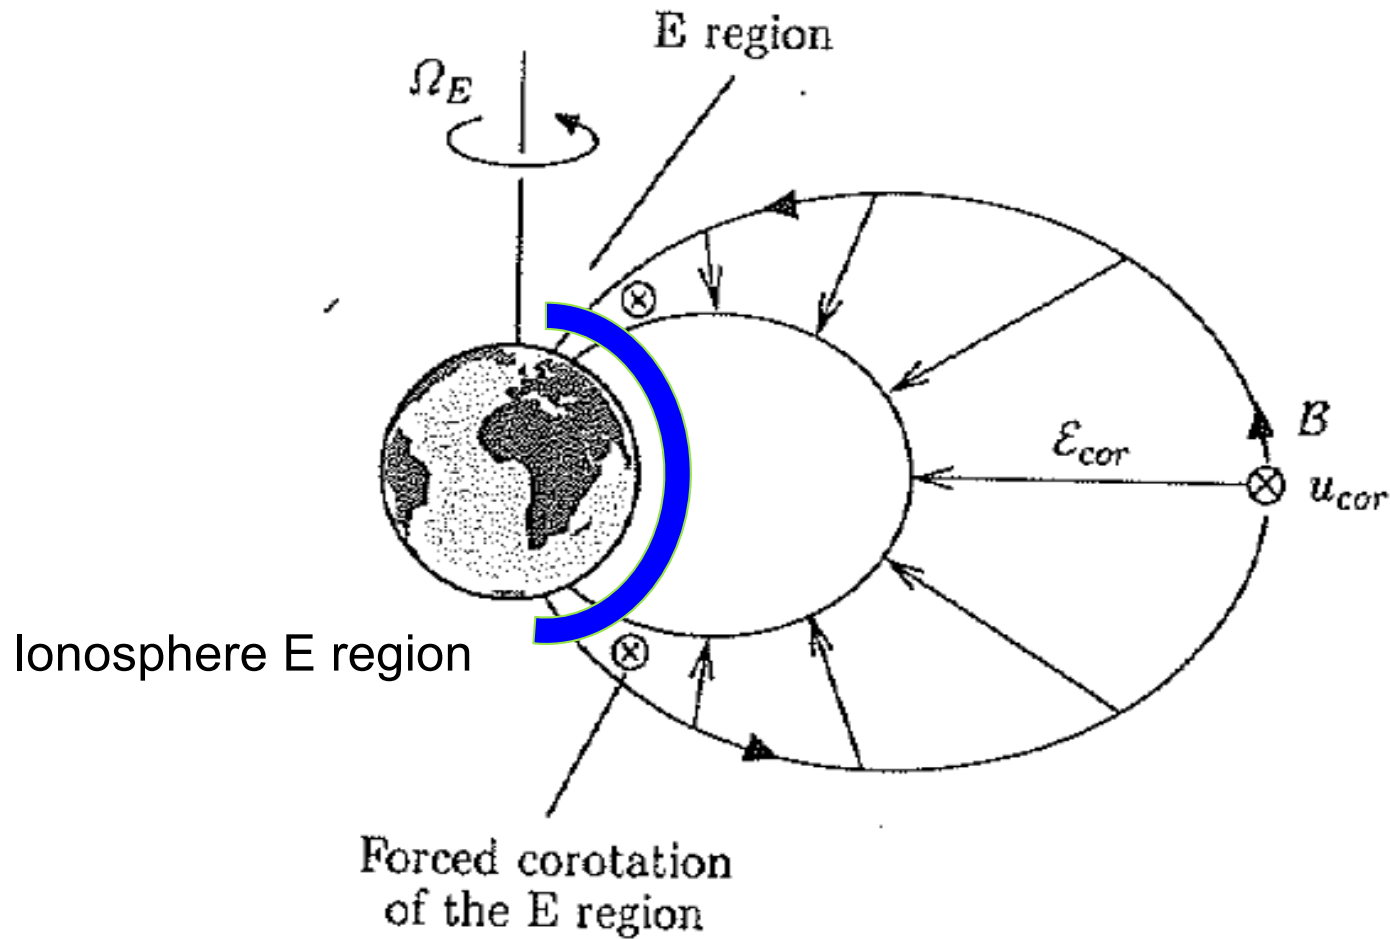 E region
Ω_E
ℬ
ℰ_cor
u_cor
Ionosphere E region
Forced corotation
of the E region